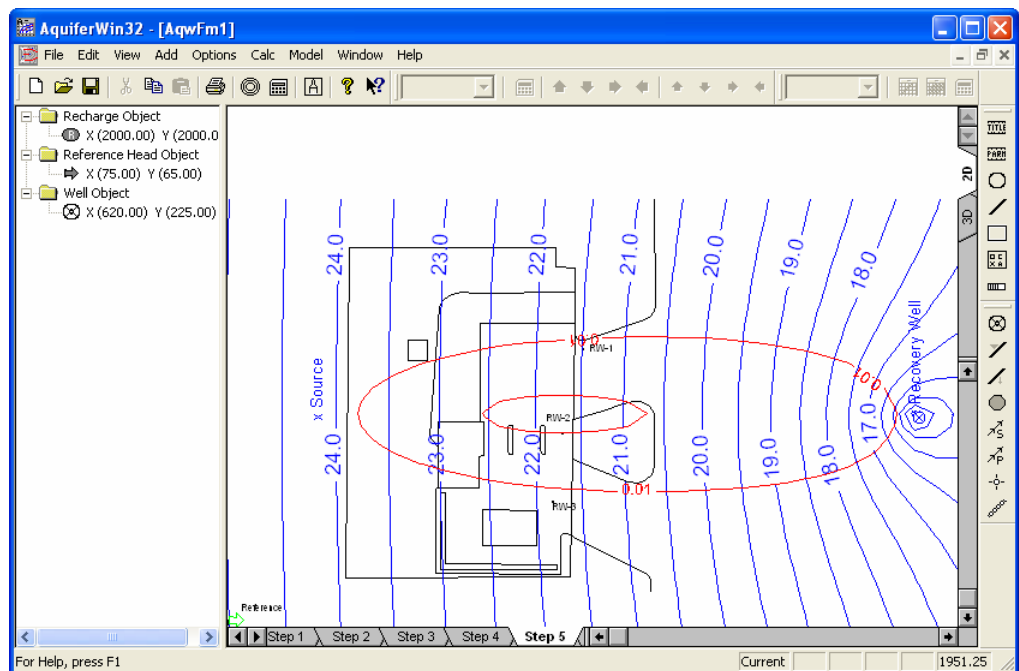 AquiferWin32 - [AqwFm1]
File Edit View Add Options Calc Model Window Help
Recharge Object
R X (2000.00) Y (2000.0
Reference Head Object
X (75.00) Y (65.00)
Well Object
X (620.00) Y (225.00)
TITLE
PARM
2D
3D
24.0 23.0 22.0 21.0 20.0 19.0 18.0
RW-1
x Source
Recovery Well
0.01
17.0
RW-2
24.0 23.0 22.0 21.0 20.0 19.0 18.0
0.01
RW-3
Reference
Step 1 Step 2 Step 3 Step 4 Step 5
For Help, press F1
Current
1951.25